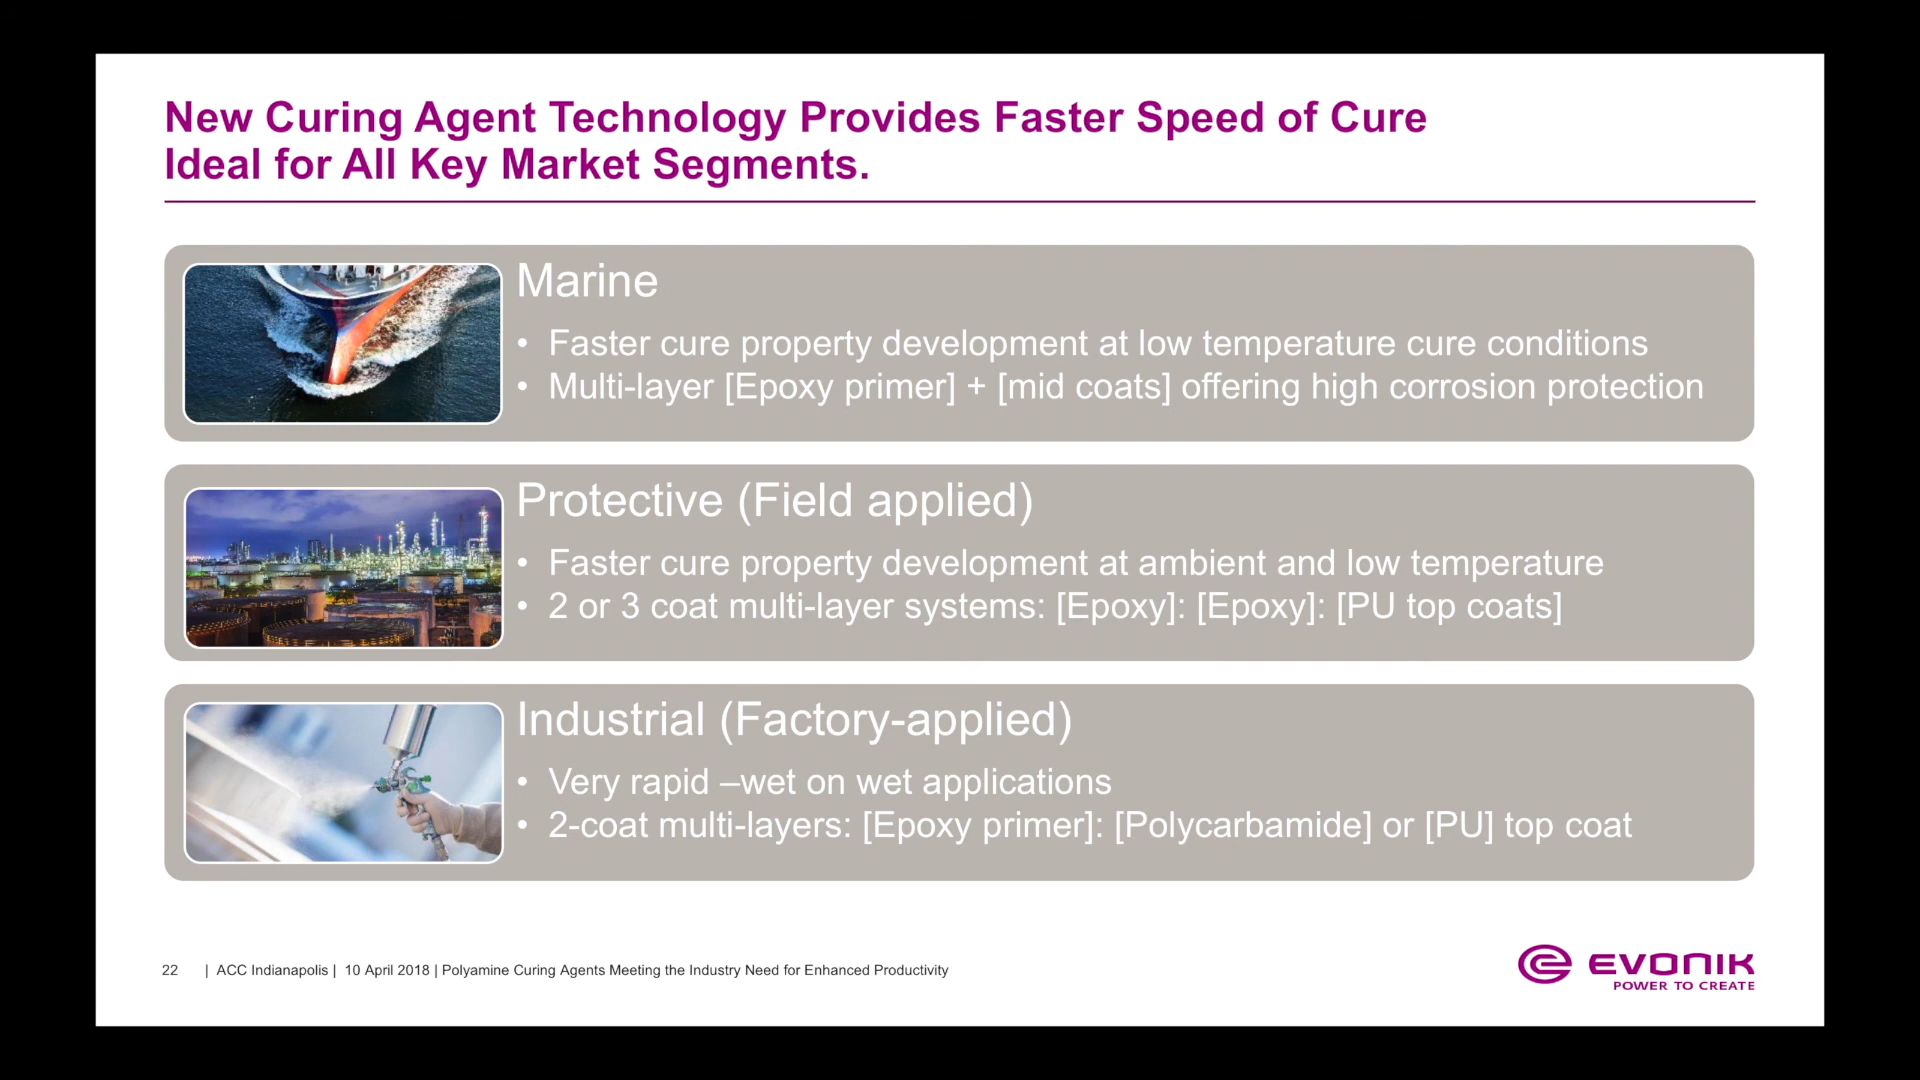 New Curing Agent Technology Provides Faster Speed of Cure
Ideal for All Key Market Segments.
Marine
• Faster cure property development at low temperature cure conditions
• Multi-layer [Epoxy primer] + [mid coats] offering high corrosion protection
Protective (Field applied)
• Faster cure property development at ambient and low temperature
• 2 or 3 coat multi-layer systems: [Epoxy]: [Epoxy]: [PU top coats]
Industrial (Factory-applied)
• Very rapid –wet on wet applications
• 2-coat multi-layers: [Epoxy primer]: [Polycarbamide] or [PU] top coat
22 | ACC Indianapolis | 10 April 2018 | Polyamine Curing Agents Meeting the Industry Need for Enhanced Productivity
EVONIK
POWER TO CREATE